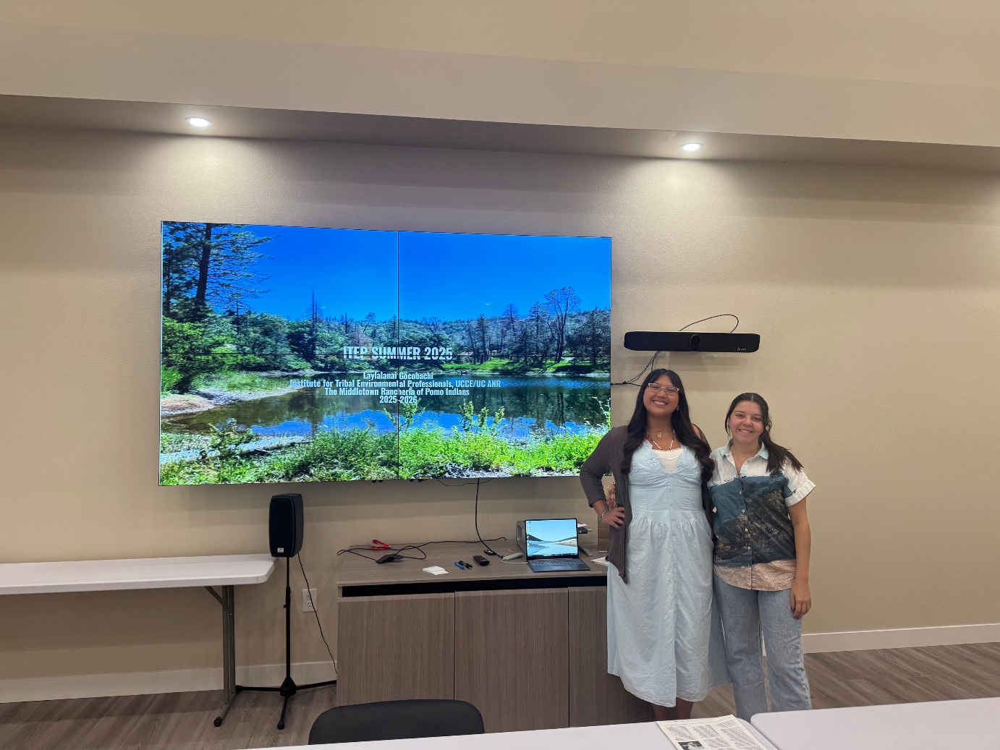 ITEP SUMMER 2025
Laylalanai Gocobachi
Institute for Tribal Environmental Professionals, UCCE/UC ANR
The Middletown Rancheria of Pomo Indians
2025-2026